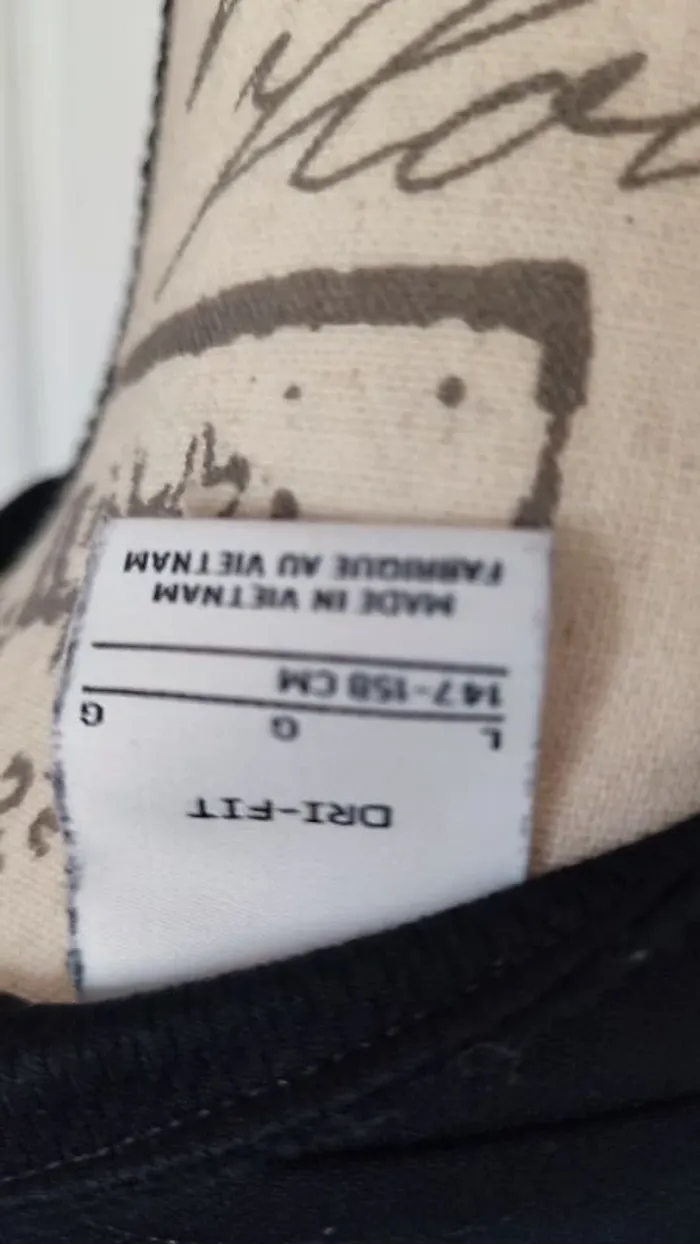 DRI-FIT
L G G
147-158 CM
MADE IN VIETNAM
FABRIQUE AU VIETNAM